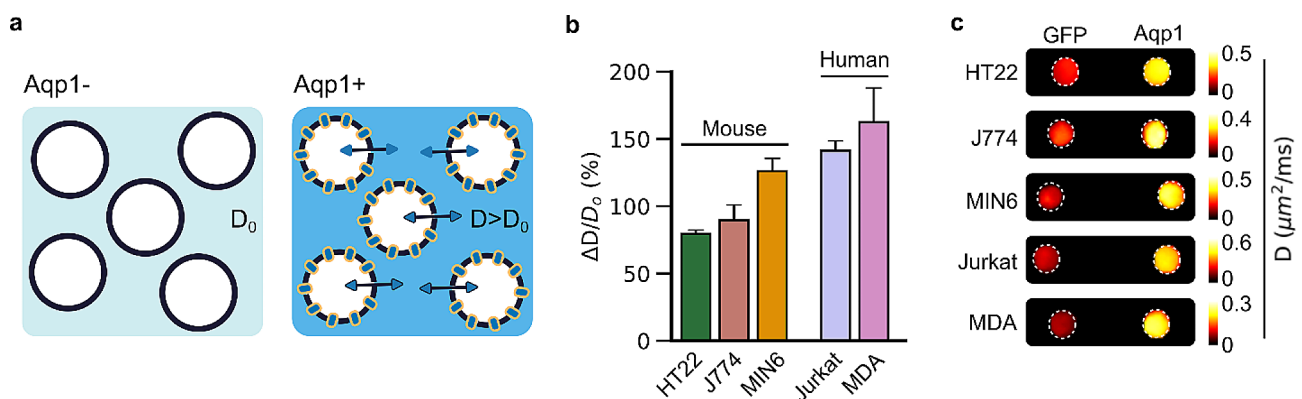 a
Aqp1-
Aqp1+
D₀
D>D₀
b
ΔD/D₀ (%)
200
150
100
50
0
Mouse
Human
HT22
J774
MIN6
Jurkat
MDA
c
GFP
Aqp1
HT22
0.5
0
J774
0.4
0
MIN6
0.5
0
Jurkat
0.6
0
MDA
0.3
0
D (μm²/ms)